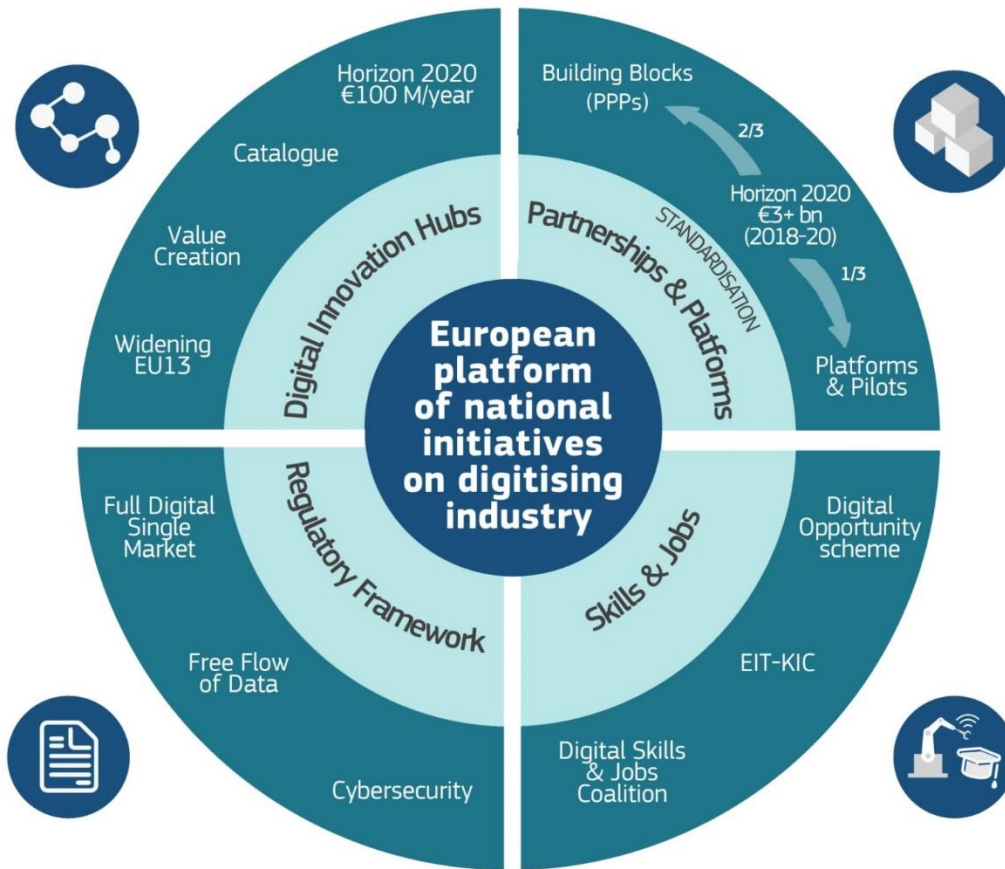 European
platform
of national
initiatives
on digitising
industry
Digital Innovation Hubs
Horizon 2020
€100 M/year
Catalogue
Value
Creation
Widening
EU13
Partnerships & Platforms
STANDARDISATION
Building Blocks
(PPPs)
2/3
Horizon 2020
€3+ bn
(2018-20)
1/3
Platforms
& Pilots
Regulatory Framework
Full Digital
Single
Market
Free Flow
of Data
Cybersecurity
Skills & Jobs
Digital
Opportunity
scheme
EIT-KIC
Digital Skills
& Jobs
Coalition